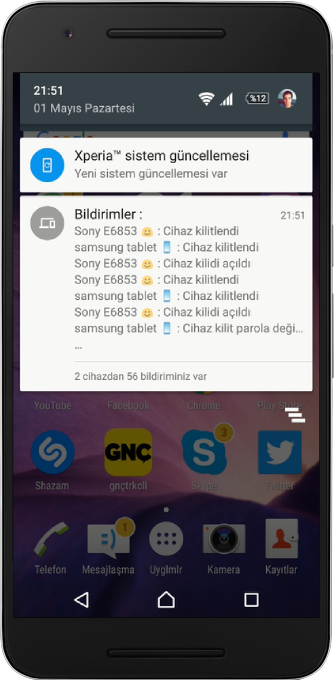 21:51
%12
01 Mayıs Pazartesi
Xperia™ sistem güncellemesi
Yeni sistem güncellemesi var
Bildirimler :
21:51
Sony E6853 🤗 : Cihaz kilitlendi
samsung tablet 📱 : Cihaz kilitlendi
Sony E6853 🤗 : Cihaz kilidi açıldı
Sony E6853 🤗 : Cihaz kilitlendi
samsung tablet 📱 : Cihaz kilitlendi
Sony E6853 🤗 : Cihaz kilidi açıldı
samsung tablet 📱 : Cihaz kilit parola deği...
...
2 cihazdan 56 bildiriminiz var
YouTube Facebook Chrome Play Store
GNÇ
3
Shazam gnçtrkcll Skype Twitter
1
Telefon Mesajlaşma Uyglmlr Kamera Kayıtlar